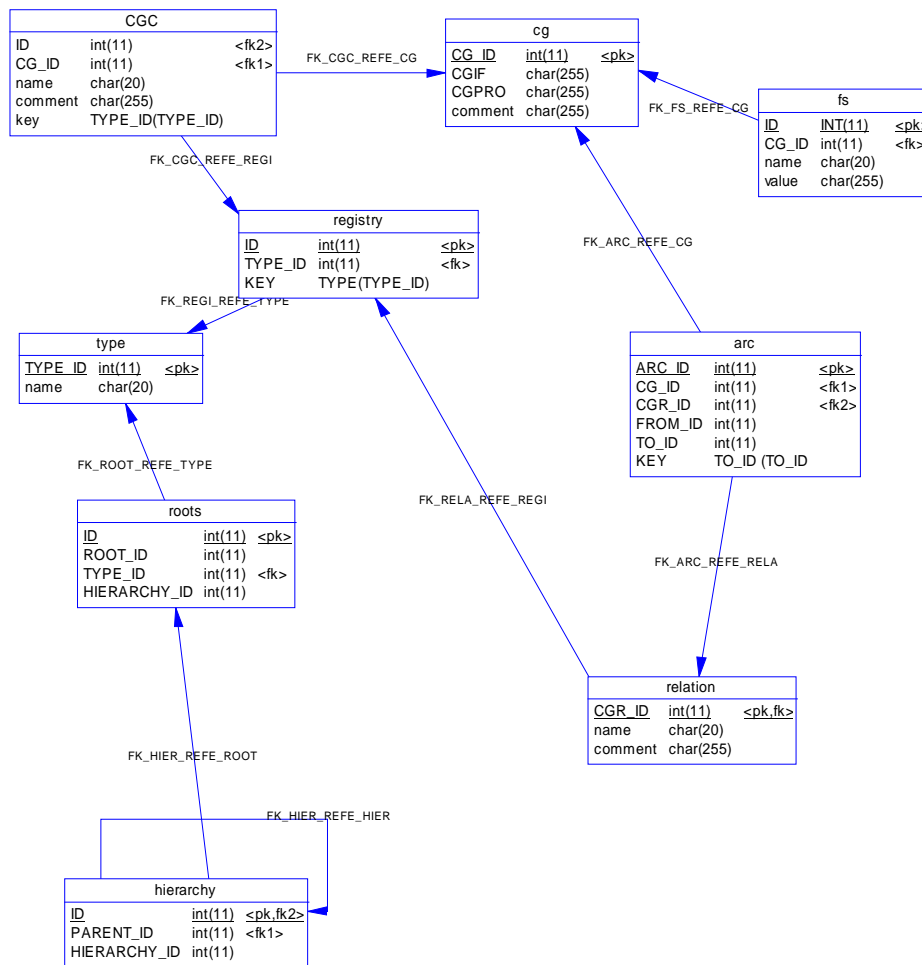 CGC
ID int(11) <fk2>
CG_ID int(11) <fk1>
name char(20)
comment char(255)
key TYPE_ID(TYPE_ID)
FK_CGC_REFE_CG
cg
CG_ID int(11) <pk>
CGIF char(255)
CGPRO char(255)
comment char(255)
FK_FS_REFE_CG
fs
ID INT(11) <pk>
CG_ID int(11) <fk>
name char(20)
value char(255)
FK_CGC_REFE_REGI
registry
ID int(11) <pk>
TYPE_ID int(11) <fk>
KEY TYPE(TYPE_ID)
FK_ARC_REFE_CG
FK_REGI_REFE_TYPE
type
TYPE_ID int(11) <pk>
name char(20)
arc
ARC_ID int(11) <pk>
CG_ID int(11) <fk1>
CGR_ID int(11) <fk2>
FROM_ID int(11)
TO_ID int(11)
KEY TO_ID (TO_ID
FK_ROOT_REFE_TYPE
FK_RELA_REFE_REGI
roots
ID int(11) <pk>
ROOT_ID int(11)
TYPE_ID int(11) <fk>
HIERARCHY_ID int(11)
FK_ARC_REFE_RELA
relation
CGR_ID int(11) <pk,fk>
name char(20)
comment char(255)
FK_HIER_REFE_ROOT
FK_HIER_REFE_HIER
hierarchy
ID int(11) <pk,fk2>
PARENT_ID int(11) <fk1>
HIERARCHY_ID int(11)